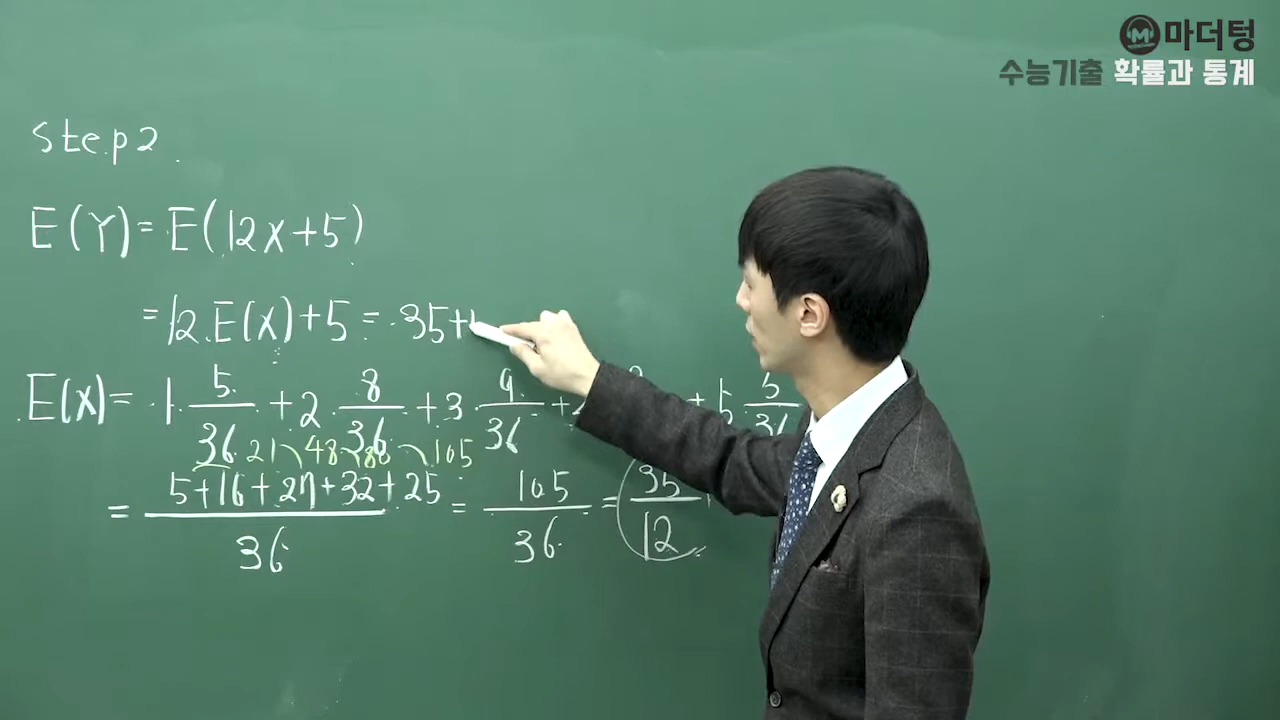 마더텅
수능기출 확률과 통계
Step2.
E(Y)=E(12X+5)
=12·E(X)+5=35+
E(X)=1·5/36+2·8/36+3·9/36+ + 5·5/36
21 48 80 105
=5+16+27+32+25/36=105/36=35/12